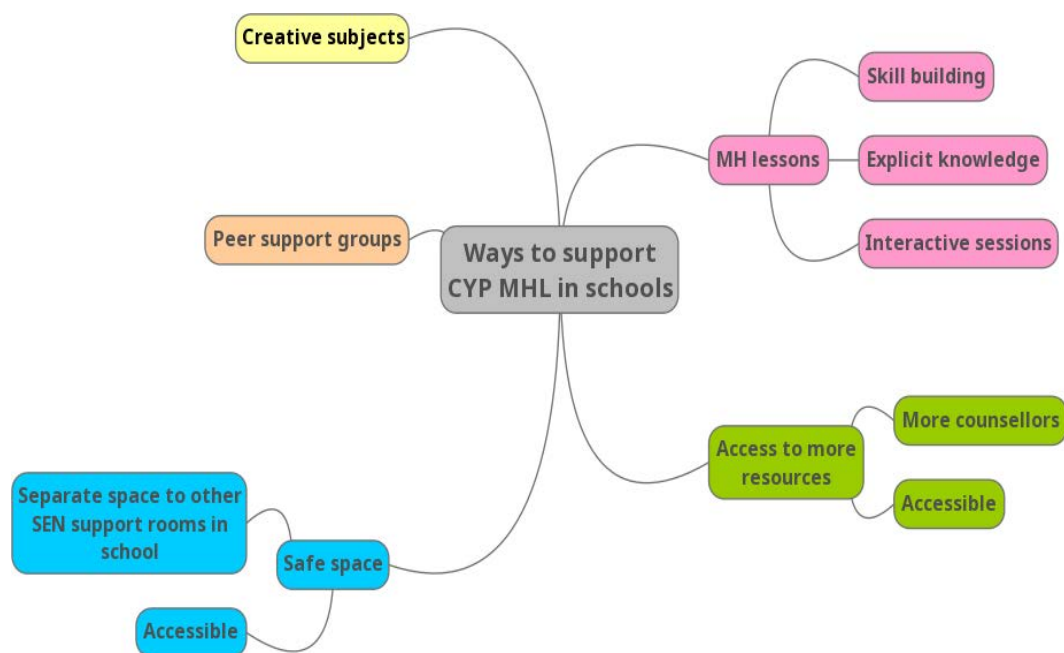 Creative subjects
Peer support groups
Ways to support
CYP MHL in schools
MH lessons
Skill building
Explicit knowledge
Interactive sessions
Access to more
resources
More counsellors
Accessible
Safe space
Separate space to other
SEN support rooms in
school
Accessible